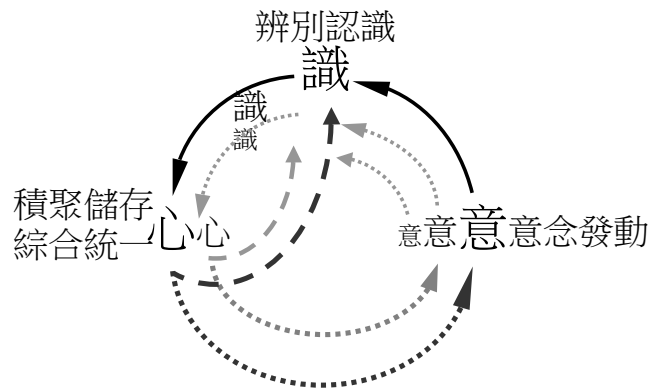 辨別認識
識
識
識
積聚儲存
綜合統一心心
意意意意念發動